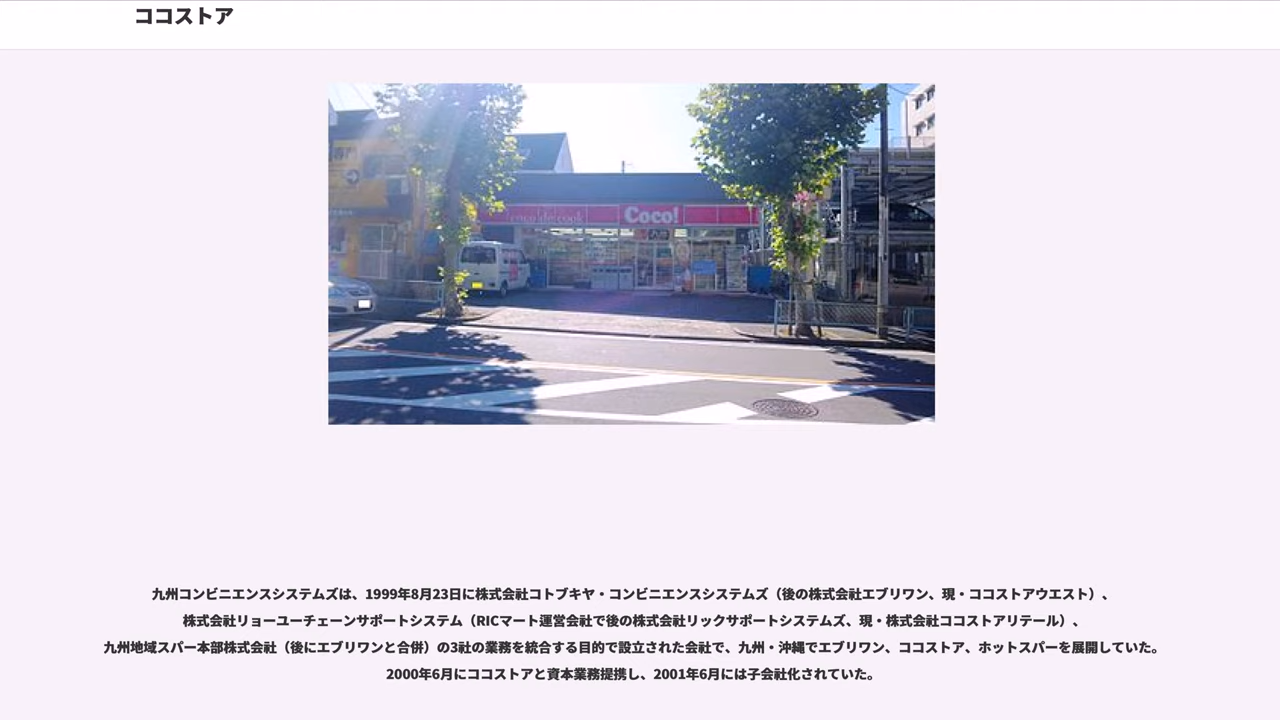 ココストア
coco de cook
Coco!
九州コンビニエンスシステムズは、1999年8月23日に株式会社コトブキヤ・コンビニエンスシステムズ（後の株式会社エブリワン、現・ココストアウエスト）、
株式会社リョーユーチェーンサポートシステム（RICマート運営会社で後の株式会社リックサポートシステムズ、現・株式会社ココストアリテール）、
九州地域スパー本部株式会社（後にエブリワンと合併）の3社の業務を統合する目的で設立された会社で、九州・沖縄でエブリワン、ココストア、ホットスパーを展開していた。
2000年6月にココストアと資本業務提携し、2001年6月には子会社化されていた。